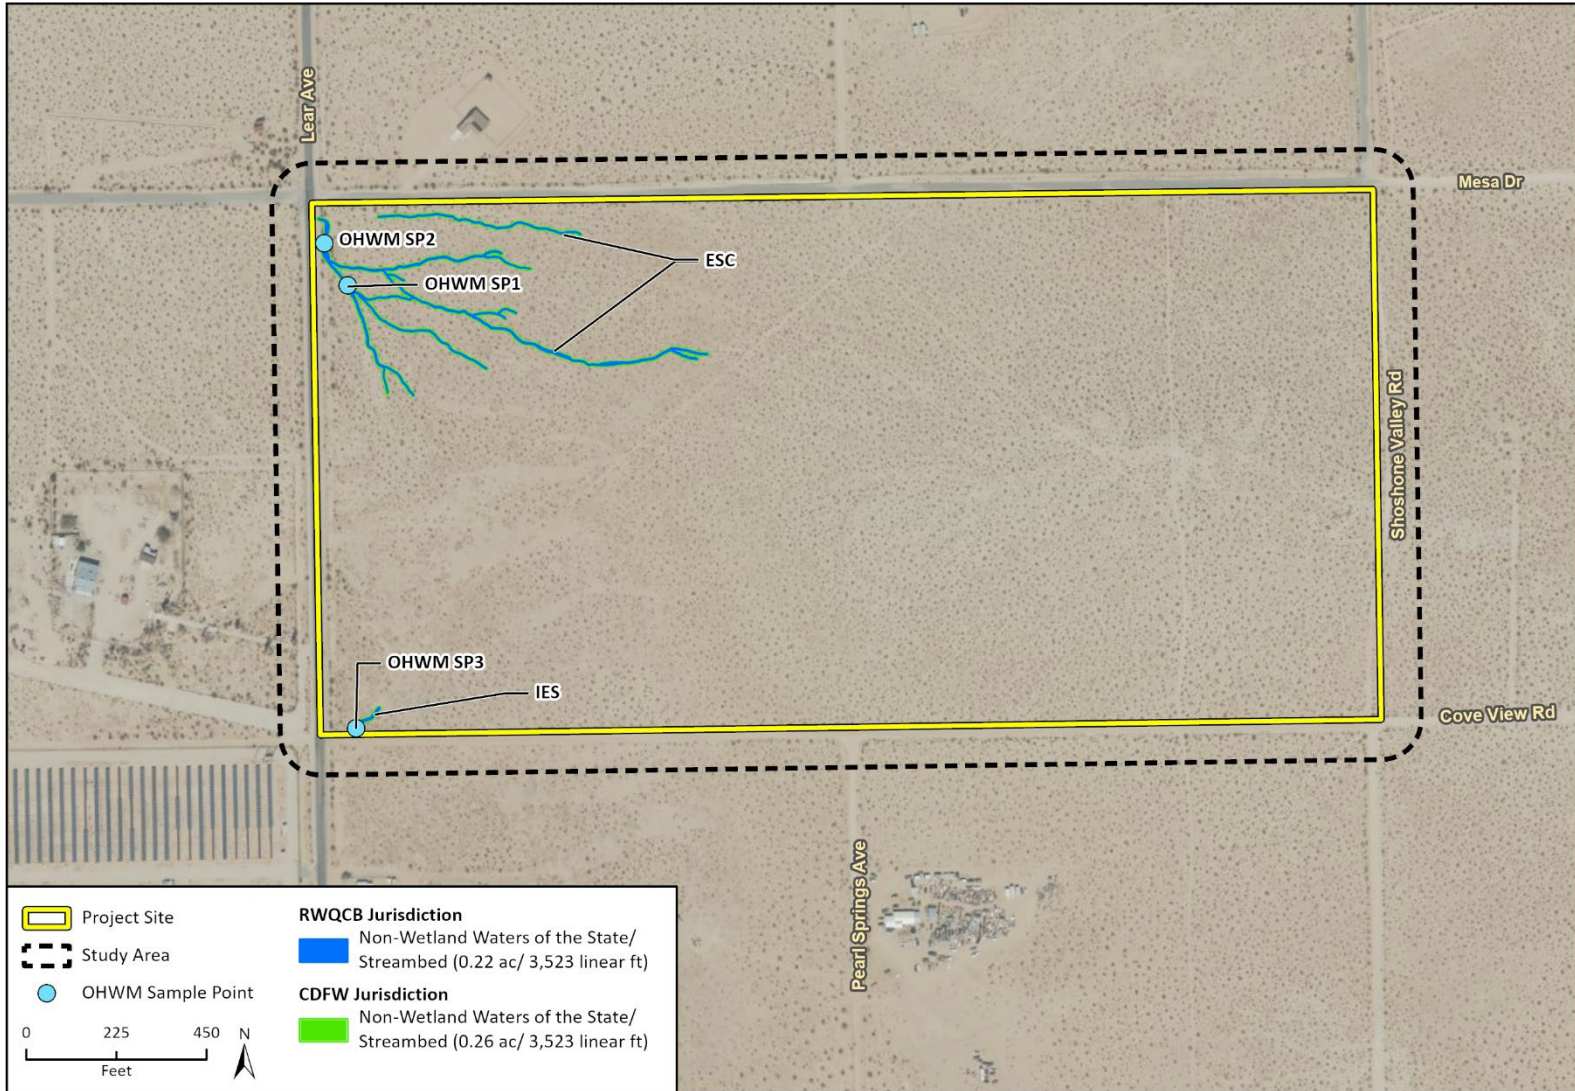 Lear Ave
Mesa Dr
OHWM SP2
ESC
OHWM SP1
Shoshone Valley Rd
OHWM SP3
IES
Cove View Rd
Pearl Springs Ave
Project Site
Study Area
OHWM Sample Point
0 225 450
Feet
N
RWQCB Jurisdiction
Non-Wetland Waters of the State/
Streambed (0.22 ac/ 3,523 linear ft)
CDFW Jurisdiction
Non-Wetland Waters of the State/
Streambed (0.26 ac/ 3,523 linear ft)